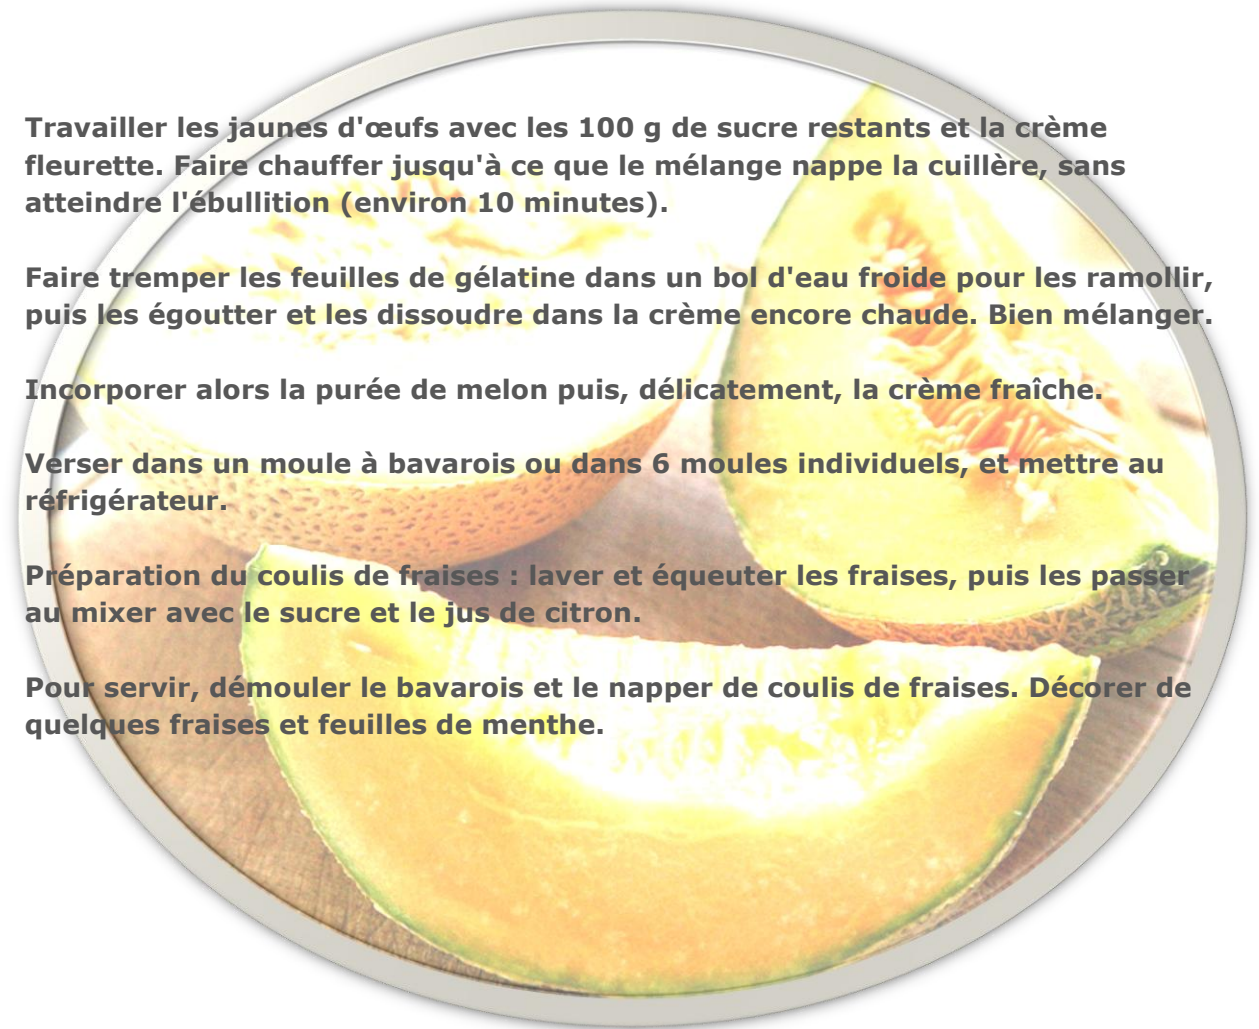 Travailler les jaunes d'œufs avec les 100 g de sucre restants et la crème
fleurette. Faire chauffer jusqu'à ce que le mélange nappe la cuillère, sans
atteindre l'ébullition (environ 10 minutes).
Faire tremper les feuilles de gélatine dans un bol d'eau froide pour les ramollir,
puis les égoutter et les dissoudre dans la crème encore chaude. Bien mélanger.
Incorporer alors la purée de melon puis, délicatement, la crème fraîche.
Verser dans un moule à bavarois ou dans 6 moules individuels, et mettre au
réfrigérateur.
Préparation du coulis de fraises : laver et équeuter les fraises, puis les passer
au mixer avec le sucre et le jus de citron.
Pour servir, démouler le bavarois et le napper de coulis de fraises. Décorer de
quelques fraises et feuilles de menthe.